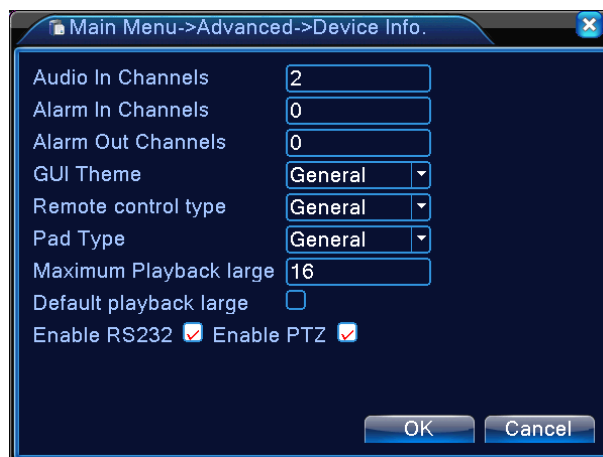 Main Menu->Advanced->Device Info.
Audio In Channels 2
Alarm In Channels 0
Alarm Out Channels 0
GUI Theme General
Remote control type General
Pad Type General
Maximum Playback large 16
Default playback large
Enable RS232 Enable PTZ
OK Cancel